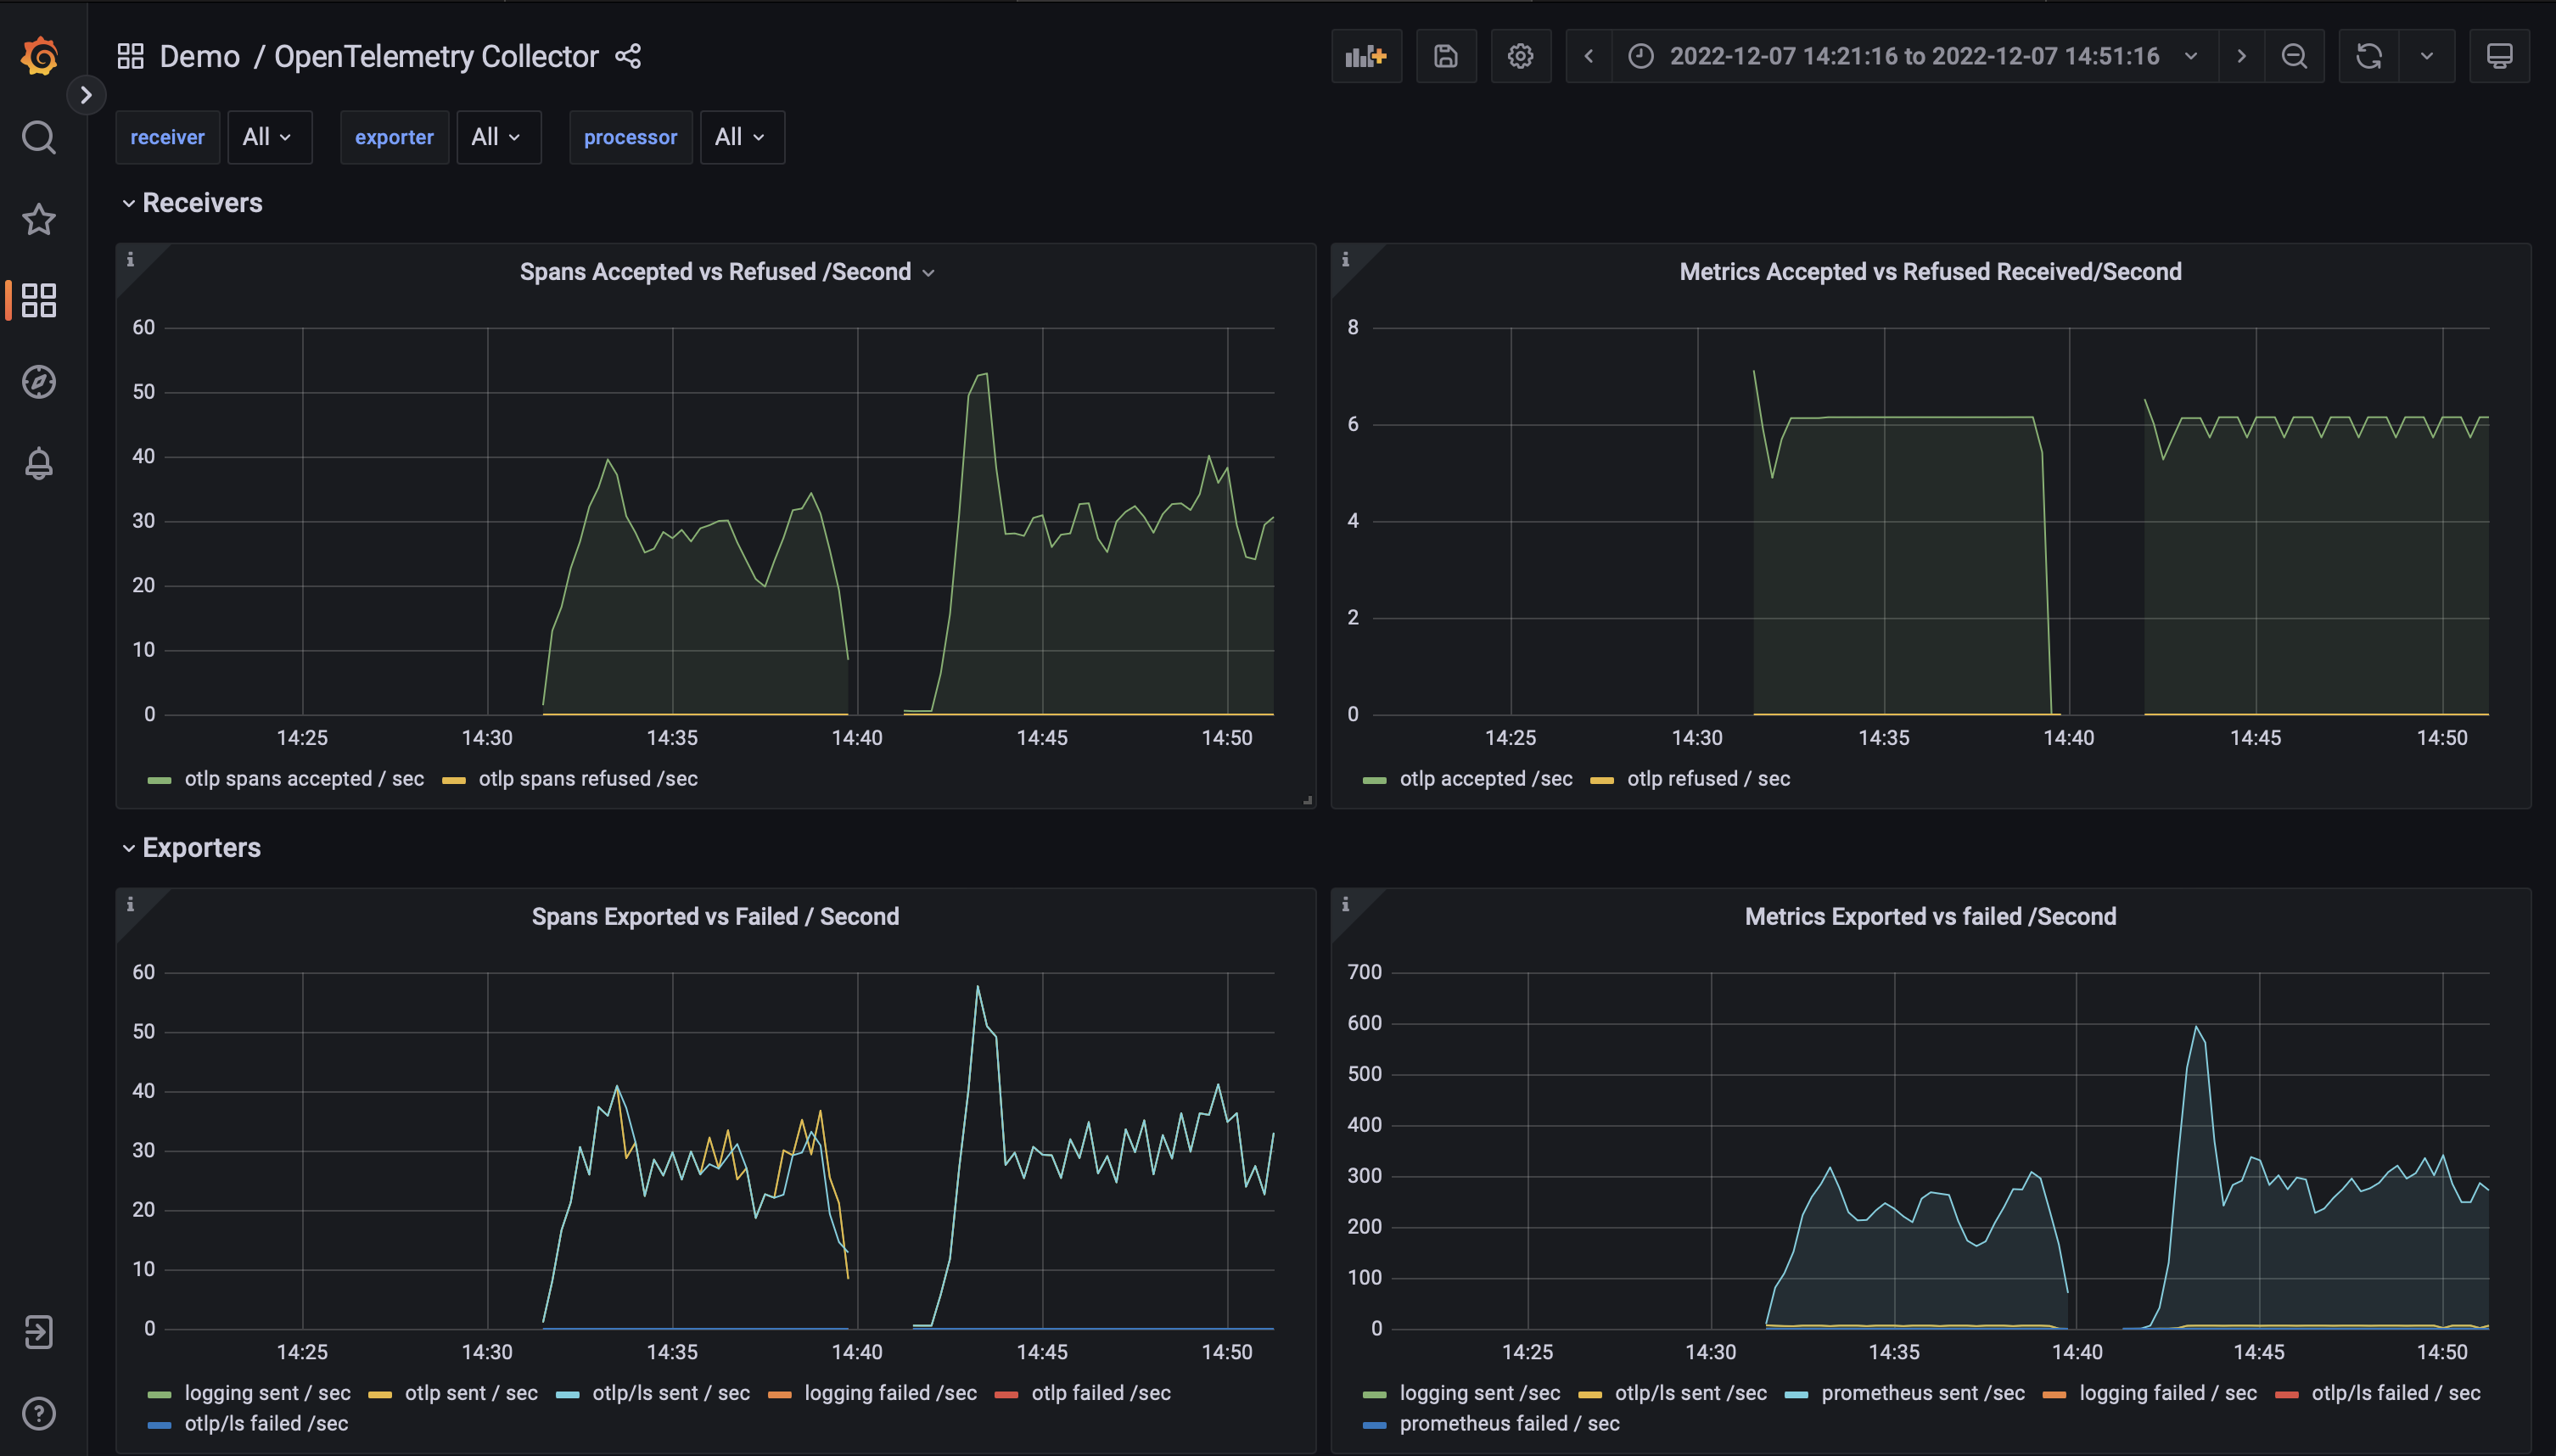 Demo / OpenTelemetry Collector
2022-12-07 14:21:16 to 2022-12-07 14:51:16
receiver All exporter All processor All
Receivers
Spans Accepted vs Refused /Second
60
50
40
30
20
10
0
14:25 14:30 14:35 14:40 14:45 14:50
otlp spans accepted / sec otlp spans refused /sec
Metrics Accepted vs Refused Received/Second
8
6
4
2
0
14:25 14:30 14:35 14:40 14:45 14:50
otlp accepted /sec otlp refused / sec
Exporters
Spans Exported vs Failed / Second
60
50
40
30
20
10
0
14:25 14:30 14:35 14:40 14:45 14:50
logging sent / sec otlp sent / sec otlp/ls sent / sec logging failed /sec otlp failed /sec
otlp/ls failed /sec
Metrics Exported vs failed /Second
700
600
500
400
300
200
100
0
14:25 14:30 14:35 14:40 14:45 14:50
logging sent /sec otlp/ls sent /sec prometheus sent /sec logging failed / sec otlp/ls failed / sec
prometheus failed / sec